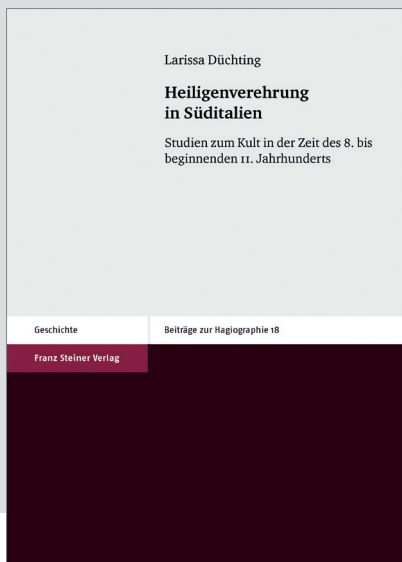 Larissa Düchting
Heiligenverehrung
in Süditalien
Studien zum Kult in der Zeit des 8. bis
beginnenden 11. Jahrhunderts
Geschichte
Beiträge zur Hagiographie 18
Franz Steiner Verlag